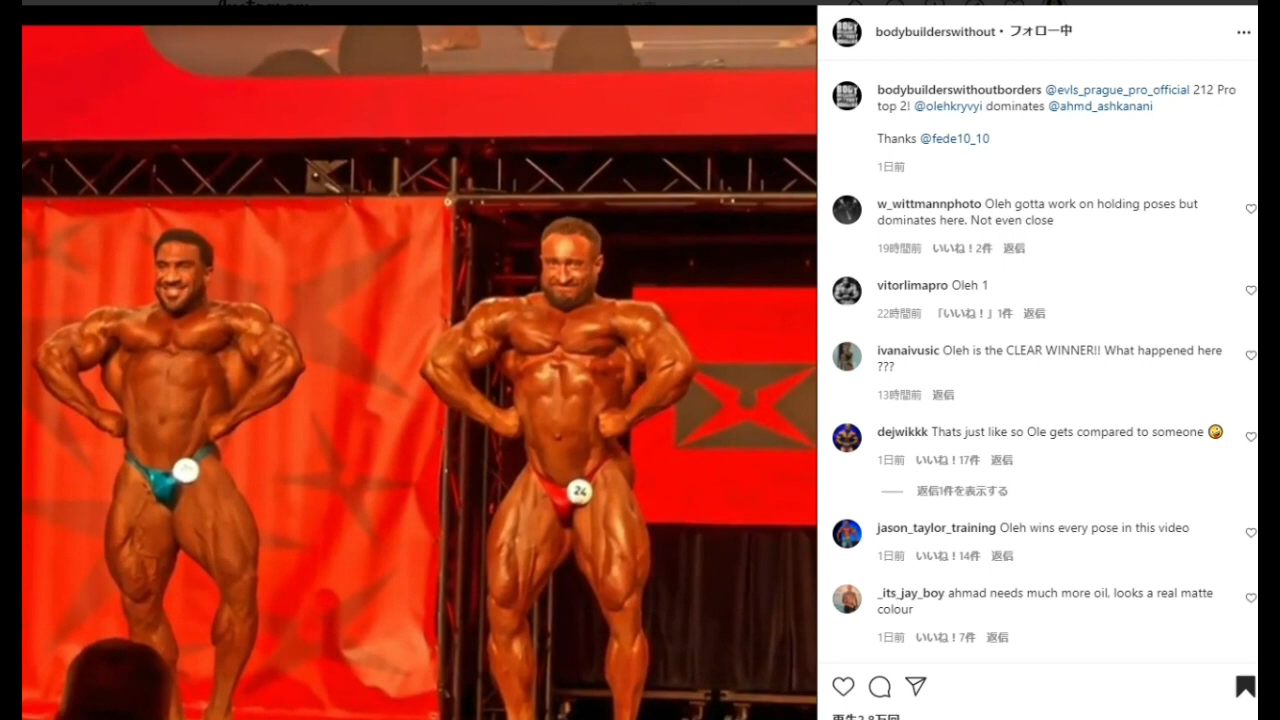 bodybuilderswithout • フォロー中
bodybuilderswithoutborders @evls_prague_pro_official 212 Pro
top 2! @olehkryvyi dominates @ahmd_ashkanani
Thanks @fede10_10
1日前
w_wittmannphoto Oleh gotta work on holding poses but
dominates here. Not even close
19時間前 いいね！2件 返信
vitorlimapro Oleh 1
22時間前 「いいね！」1件 返信
ivanaivusic Oleh is the CLEAR WINNER!! What happened here
???
13時間前 返信
dejwikkk Thats just like so Ole gets compared to someone 🤪
1日前 いいね！17件 返信
返信1件を表示する
jason_taylor_training Oleh wins every pose in this video
1日前 いいね！14件 返信
_its_jay_boy ahmad needs much more oil, looks a real matte
colour
1日前 いいね！7件 返信
24